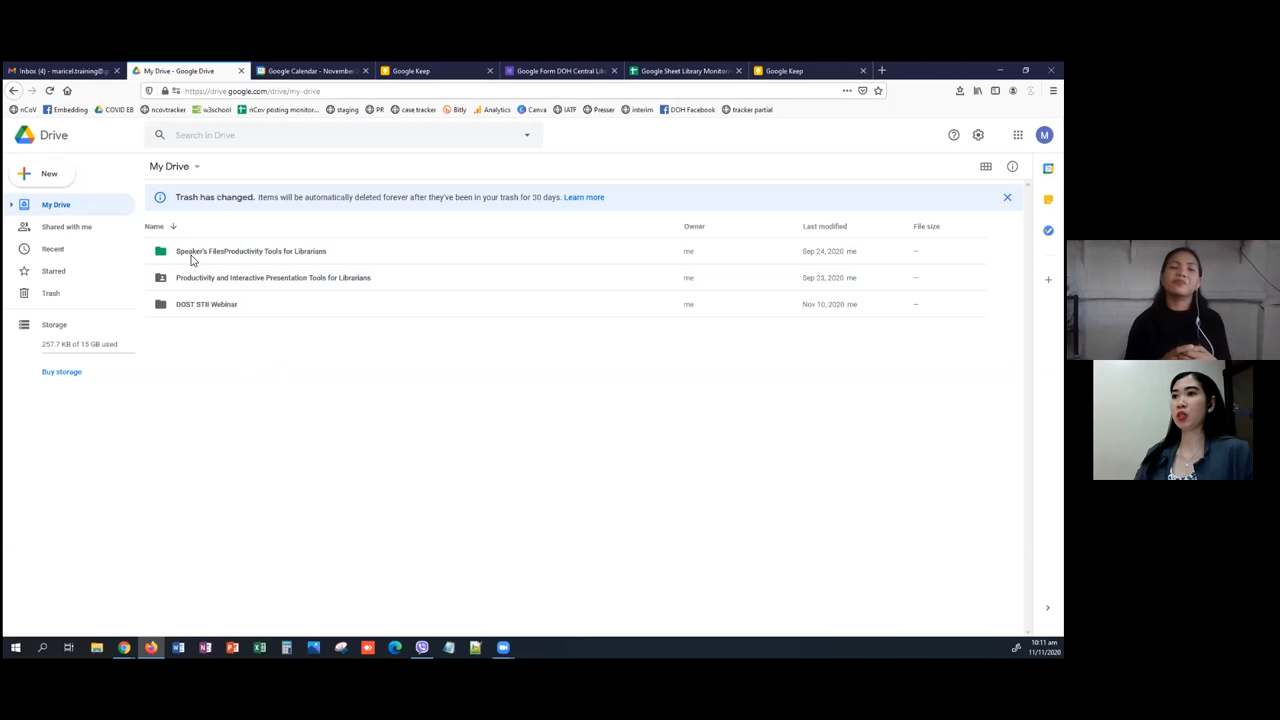 Inbox (4) - maricel.training@g
My Drive - Google Drive
Google Calendar - November
Google Keep
Google Form DOH Central Lib
Google Sheet Library Monitori
Google Keep
https://drive.google.com/drive/my-drive
nCoV
Embedding
COVID EB
ncovtracker
w3school
nCov posting monitor...
staging
PR
case tracker
Bitly
Analytics
Canva
IATF
Presser
interim
DOH Facebook
tracker partial
Drive
Search in Drive
M
New
My Drive
Trash has changed. Items will be automatically deleted forever after they've been in your trash for 30 days. Learn more
My Drive
Shared with me
Recent
Starred
Trash
Storage
257.7 KB of 15 GB used
Buy storage
Name Owner Last modified File size
Speaker's FilesProductivity Tools for Librarians me Sep 24, 2020 me –
Productivity and Interactive Presentation Tools for Librarians me Sep 23, 2020 me –
DOST STII Webinar me Nov 10, 2020 me –
10:11 am
11/11/2020